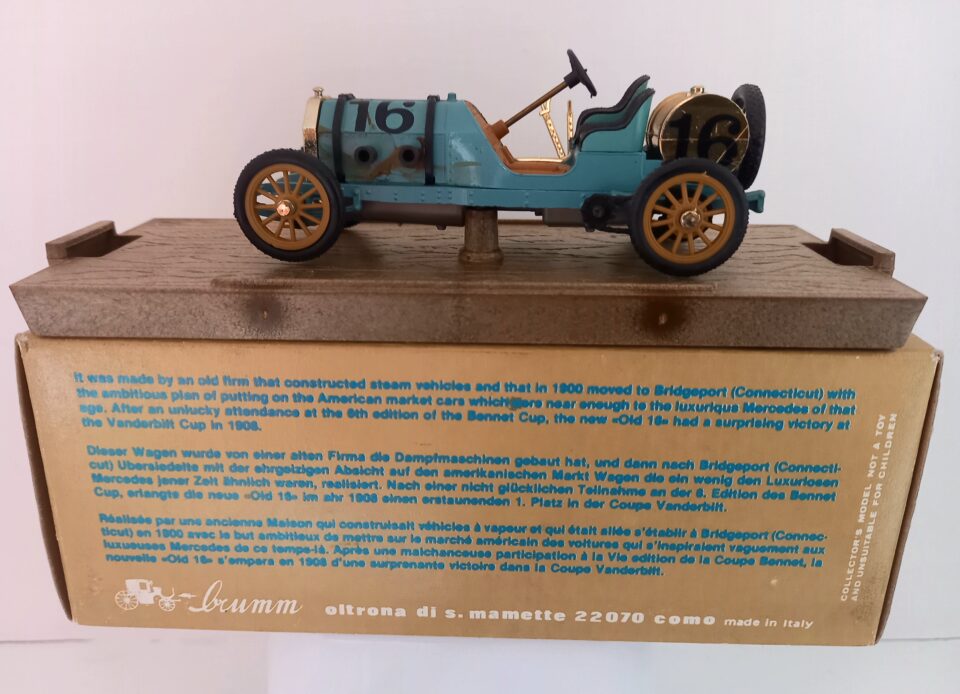 16
16
It was made by an old firm that constructed steam vehicles and that in 1900 moved to Bridgeport (Connecticut) with
the ambitious plan of putting on the American market cars which were near enough to the luxurious Mercedes of that
age. After an unlucky attendance at the 6th edition of the Bennet Cup, the new «Old 16» had a surprising victory at
the Vanderbilt Cup in 1908.
Dieser Wagen wurde von einer alten Firma die Dampfmaschinen gebaut hat, und dann nach Bridgeport (Connecti-
cut) Übersiedelte mit der ehrgeizigen Absicht auf den amerikanischen Markt Wagen die ein wenig den Luxuriosen
Mercedes jener Zeit ähnlich waren, realisiert. Nach einer nicht glücklichen Teilnahme an der 6. Edition des Bennet
Cup, erlangte die neue «Old 16» im ahr 1908 einen erstaunenden 1. Platz in der Coupe Vanderbilt.
Réalisée par une ancienne Maison qui construisait véhicles à vapeur et qui était allée s'établir à Bridgeport (Connec-
ticut) en 1900 avec le but ambitieux de mettre sur le marché américain des voitures qui s'inspiraient vaguement aux
luxueuses Mercedes de ce temps-là. Après une malchanceuse participation à la VIe edition de la Coupe Bennet, la
nouvelle «Old 16» s'empara en 1908 d'une surprenante victoire dans la Coupe Vanderbilt.
brumm oltrona di s. mamette 22070 como made in Italy
COLLECTOR'S MODEL NOT A TOY
AND UNSUITABLE FOR CHILDREN